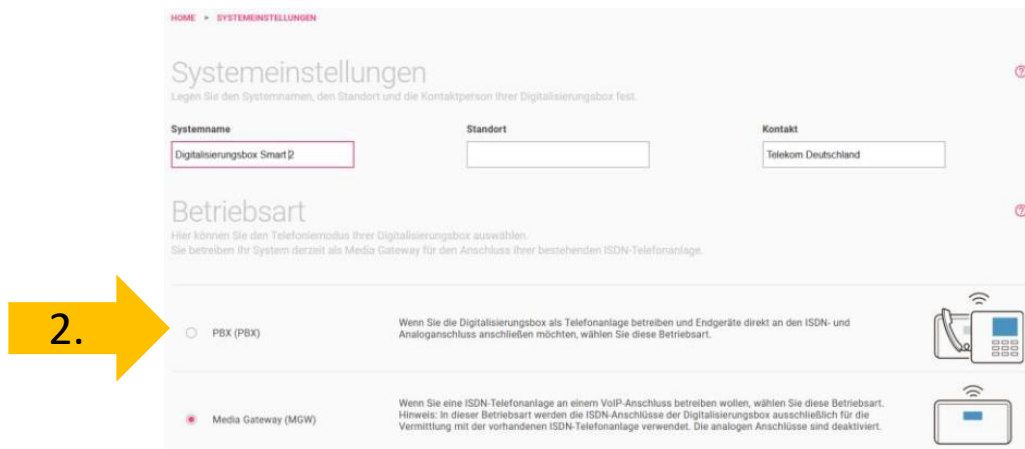 HOME > SYSTEMEINSTELLUNGEN
Systemeinstellungen
Legen Sie den Systemnamen, den Standort und die Kontaktperson Ihrer Digitalisierungsbox fest.
Systemname Standort Kontakt
Digitalisierungsbox Smart 2 Telekom Deutschland
Betriebsart
Hier können Sie den Telefoniemodus Ihrer Digitalisierungsbox auswählen.
Sie betreiben Ihr System derzeit als Media Gateway für den Anschluss Ihrer bestehenden ISDN-Telefonanlage.
2.
PBX (PBX)
Wenn Sie die Digitalisierungsbox als Telefonanlage betreiben und Endgeräte direkt an den ISDN- und
Analoganschluss anschließen möchten, wählen Sie diese Betriebsart.
Media Gateway (MGW)
Wenn Sie eine ISDN-Telefonanlage an einem VoIP-Anschluss betreiben wollen, wählen Sie diese Betriebsart.
Hinweis: In dieser Betriebsart werden die ISDN-Anschlüsse der Digitalisierungsbox ausschließlich für die
Vermittlung mit der vorhandenen ISDN-Telefonanlage verwendet. Die analogen Anschlüsse sind deaktiviert.